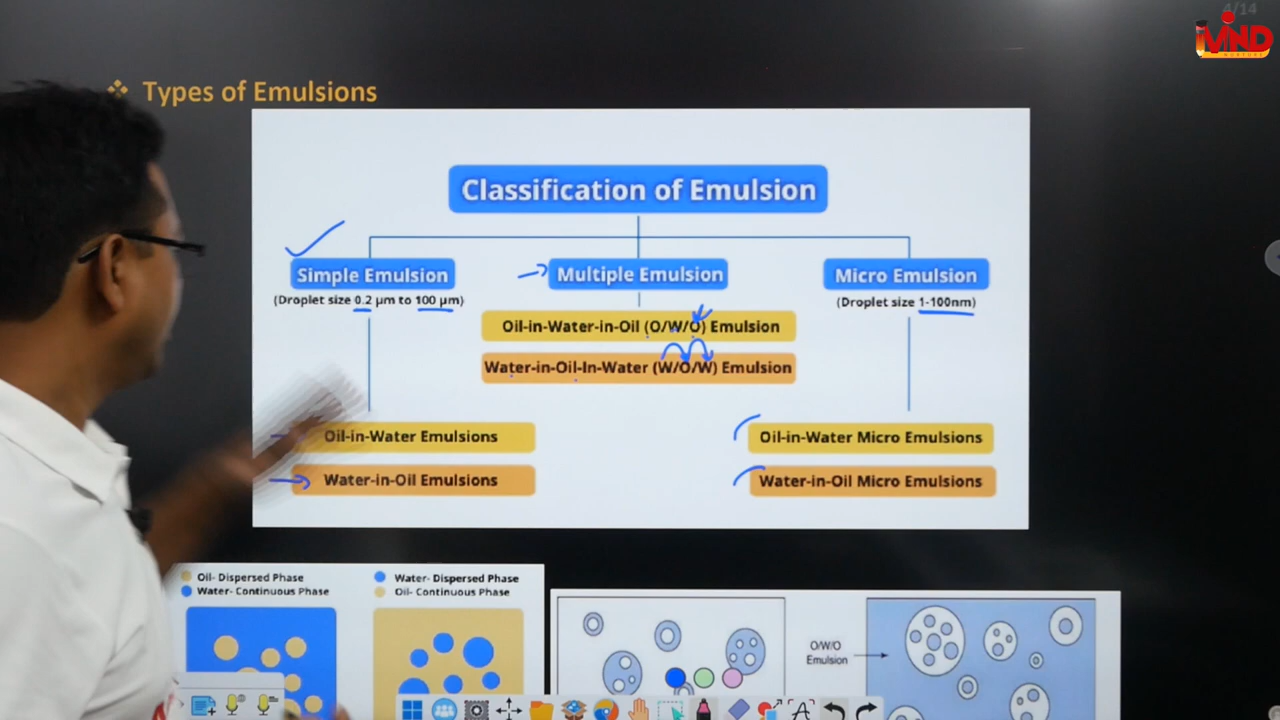 4/14
MIND
❖ Types of Emulsions
Classification of Emulsion
Simple Emulsion
(Droplet size 0.2 µm to 100 µm)
Multiple Emulsion
Micro Emulsion
(Droplet size 1-100nm)
Oil-in-Water-in-Oil (O/W/O) Emulsion
Water-in-Oil-In-Water (W/O/W) Emulsion
Oil-in-Water Emulsions
Water-in-Oil Emulsions
Oil-in-Water Micro Emulsions
Water-in-Oil Micro Emulsions
Oil- Dispersed Phase
Water- Continuous Phase
Water- Dispersed Phase
Oil- Continuous Phase
O/W/O
Emulsion